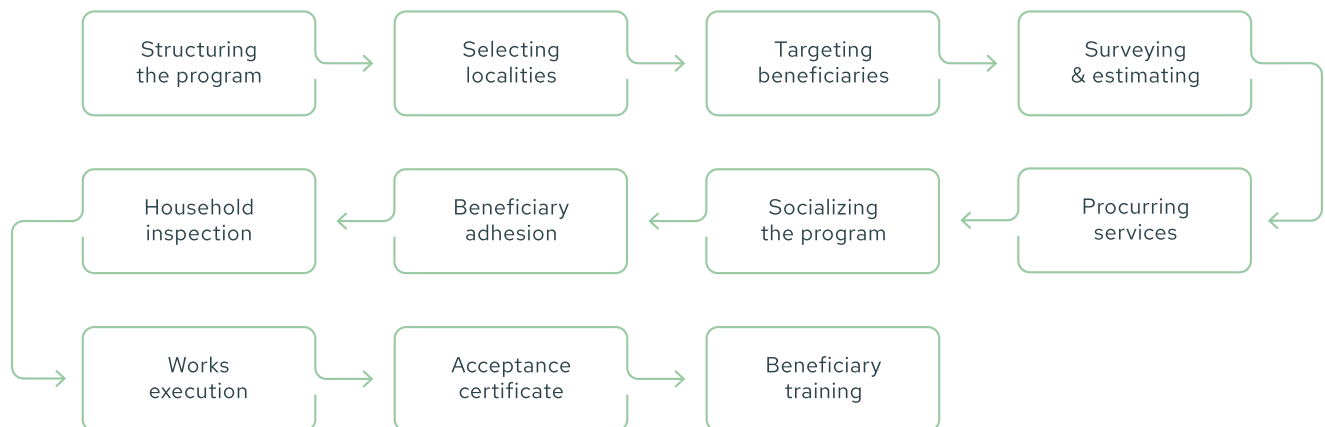 Structuring
the program
Selecting
localities
Targeting
beneficiaries
Surveying
& estimating
Procurring
services
Socializing
the program
Beneficiary
adhesion
Household
inspection
Works
execution
Acceptance
certificate
Beneficiary
training